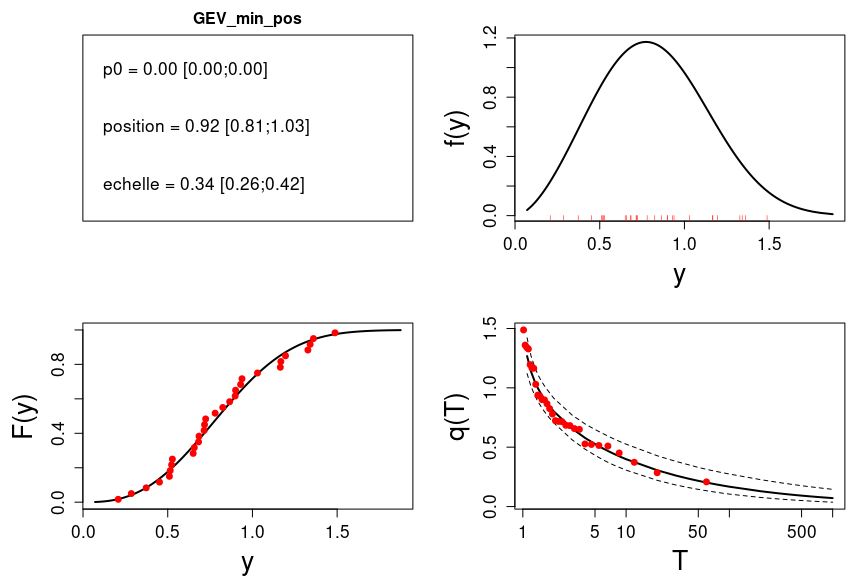 GEV_min_pos
p0 = 0.00 [0.00;0.00]
position = 0.92 [0.81;1.03]
echelle = 0.34 [0.26;0.42]
f(y)
0.0 0.4 0.8 1.2
0.0 0.5 1.0 1.5
y
F(y)
0.0 0.4 0.8
0.0 0.5 1.0 1.5
y
q(T)
0.0 0.5 1.0 1.5
1 5 10 50 500
T